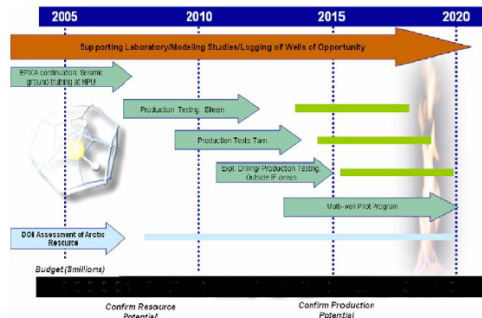 2005 2010 2015 2020
Supporting Laboratory/Modeling Studies/Logging of Wells of Opportunity
BPXA continuation: Seismic
ground-truthing at MPU
Production Testing: Eileen
Production Tests: Tarn
Expl. Drilling/ Production Testing,
Outside IF areas
Multi-well Pilot Program
DOI Assessment of Arctic
Resource
Budget ($millions)
Confirm Resource
Potential
Confirm Production
Potential